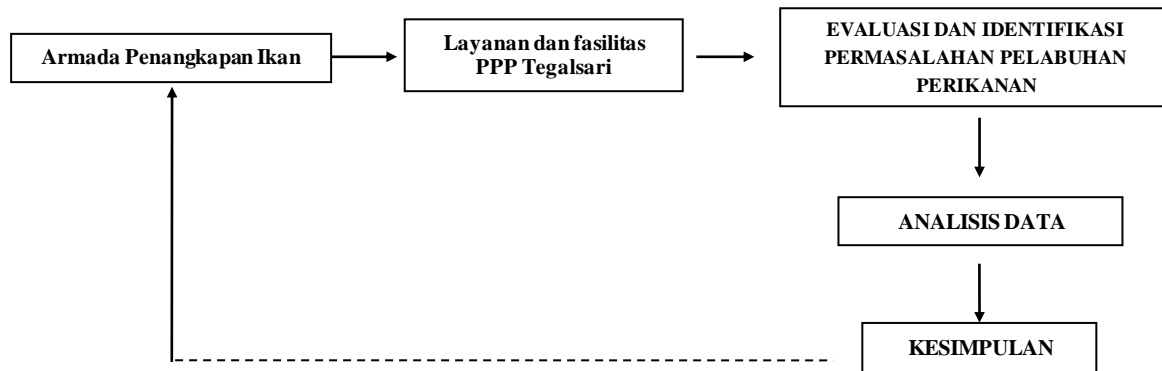 Armada Penangkapan Ikan
Layanan dan fasilitas
PPP Tegalsari
EVALUASI DAN IDENTIFIKASI
PERMASALAHAN PELABUHAN
PERIKANAN
ANALISIS DATA
KESIMPULAN